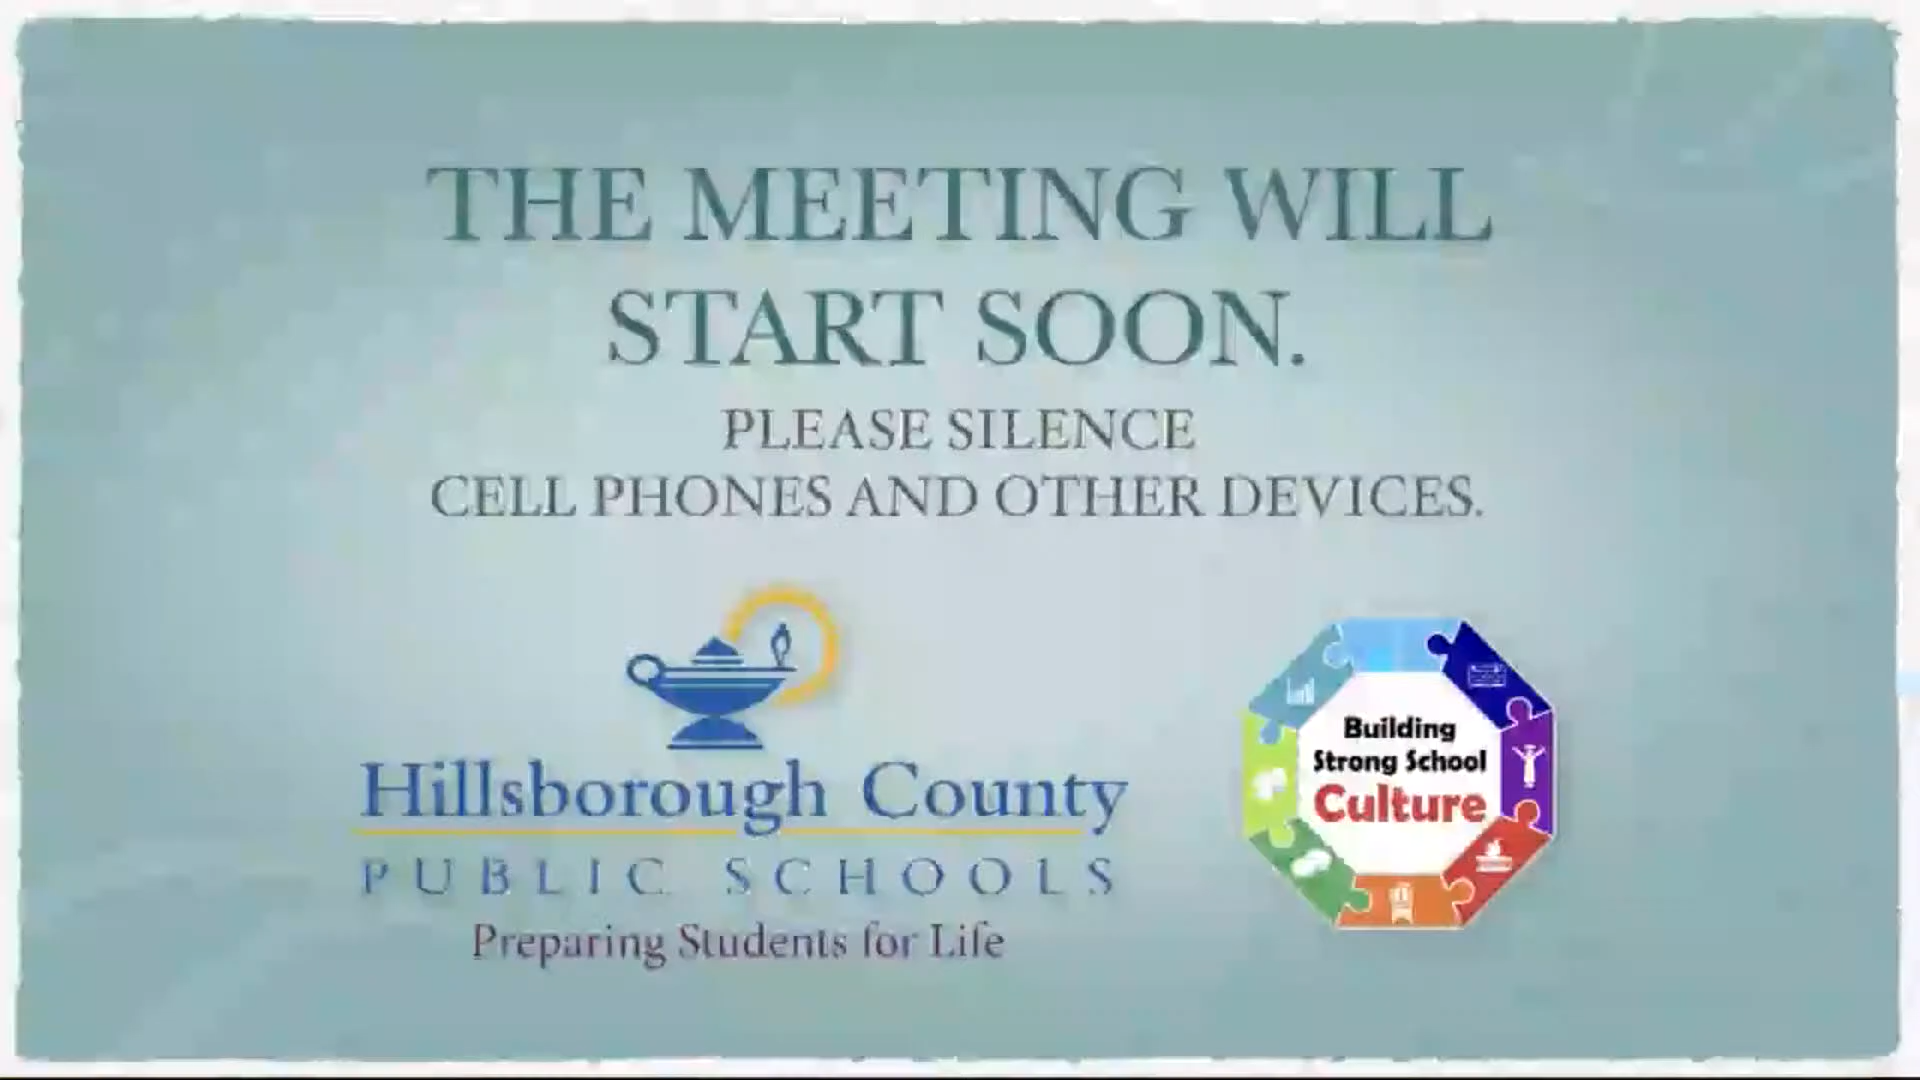 THE MEETING WILL
START SOON.
PLEASE SILENCE
CELL PHONES AND OTHER DEVICES.
Hillsborough County
PUBLIC SCHOOLS
Preparing Students for Life
Building
Strong School
Culture